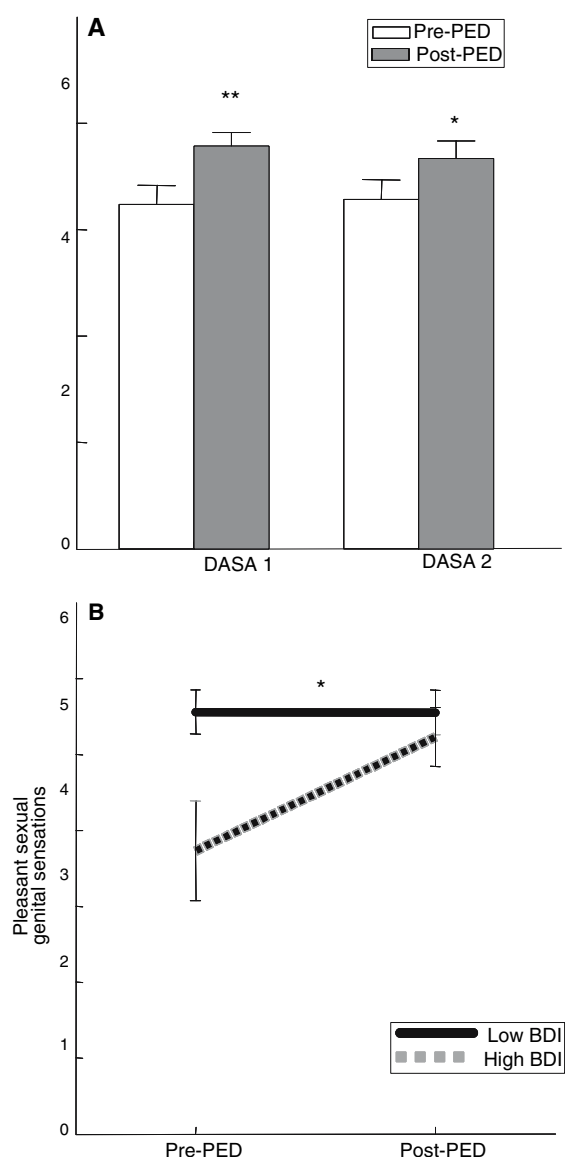 A
Pre-PED
Post-PED
6
**
*
4
2
0
DASA 1
DASA 2
B
6
*
5
4
Pleasant sexual
genital sensations
3
2
1
Low BDI
High BDI
0
Pre-PED
Post-PED